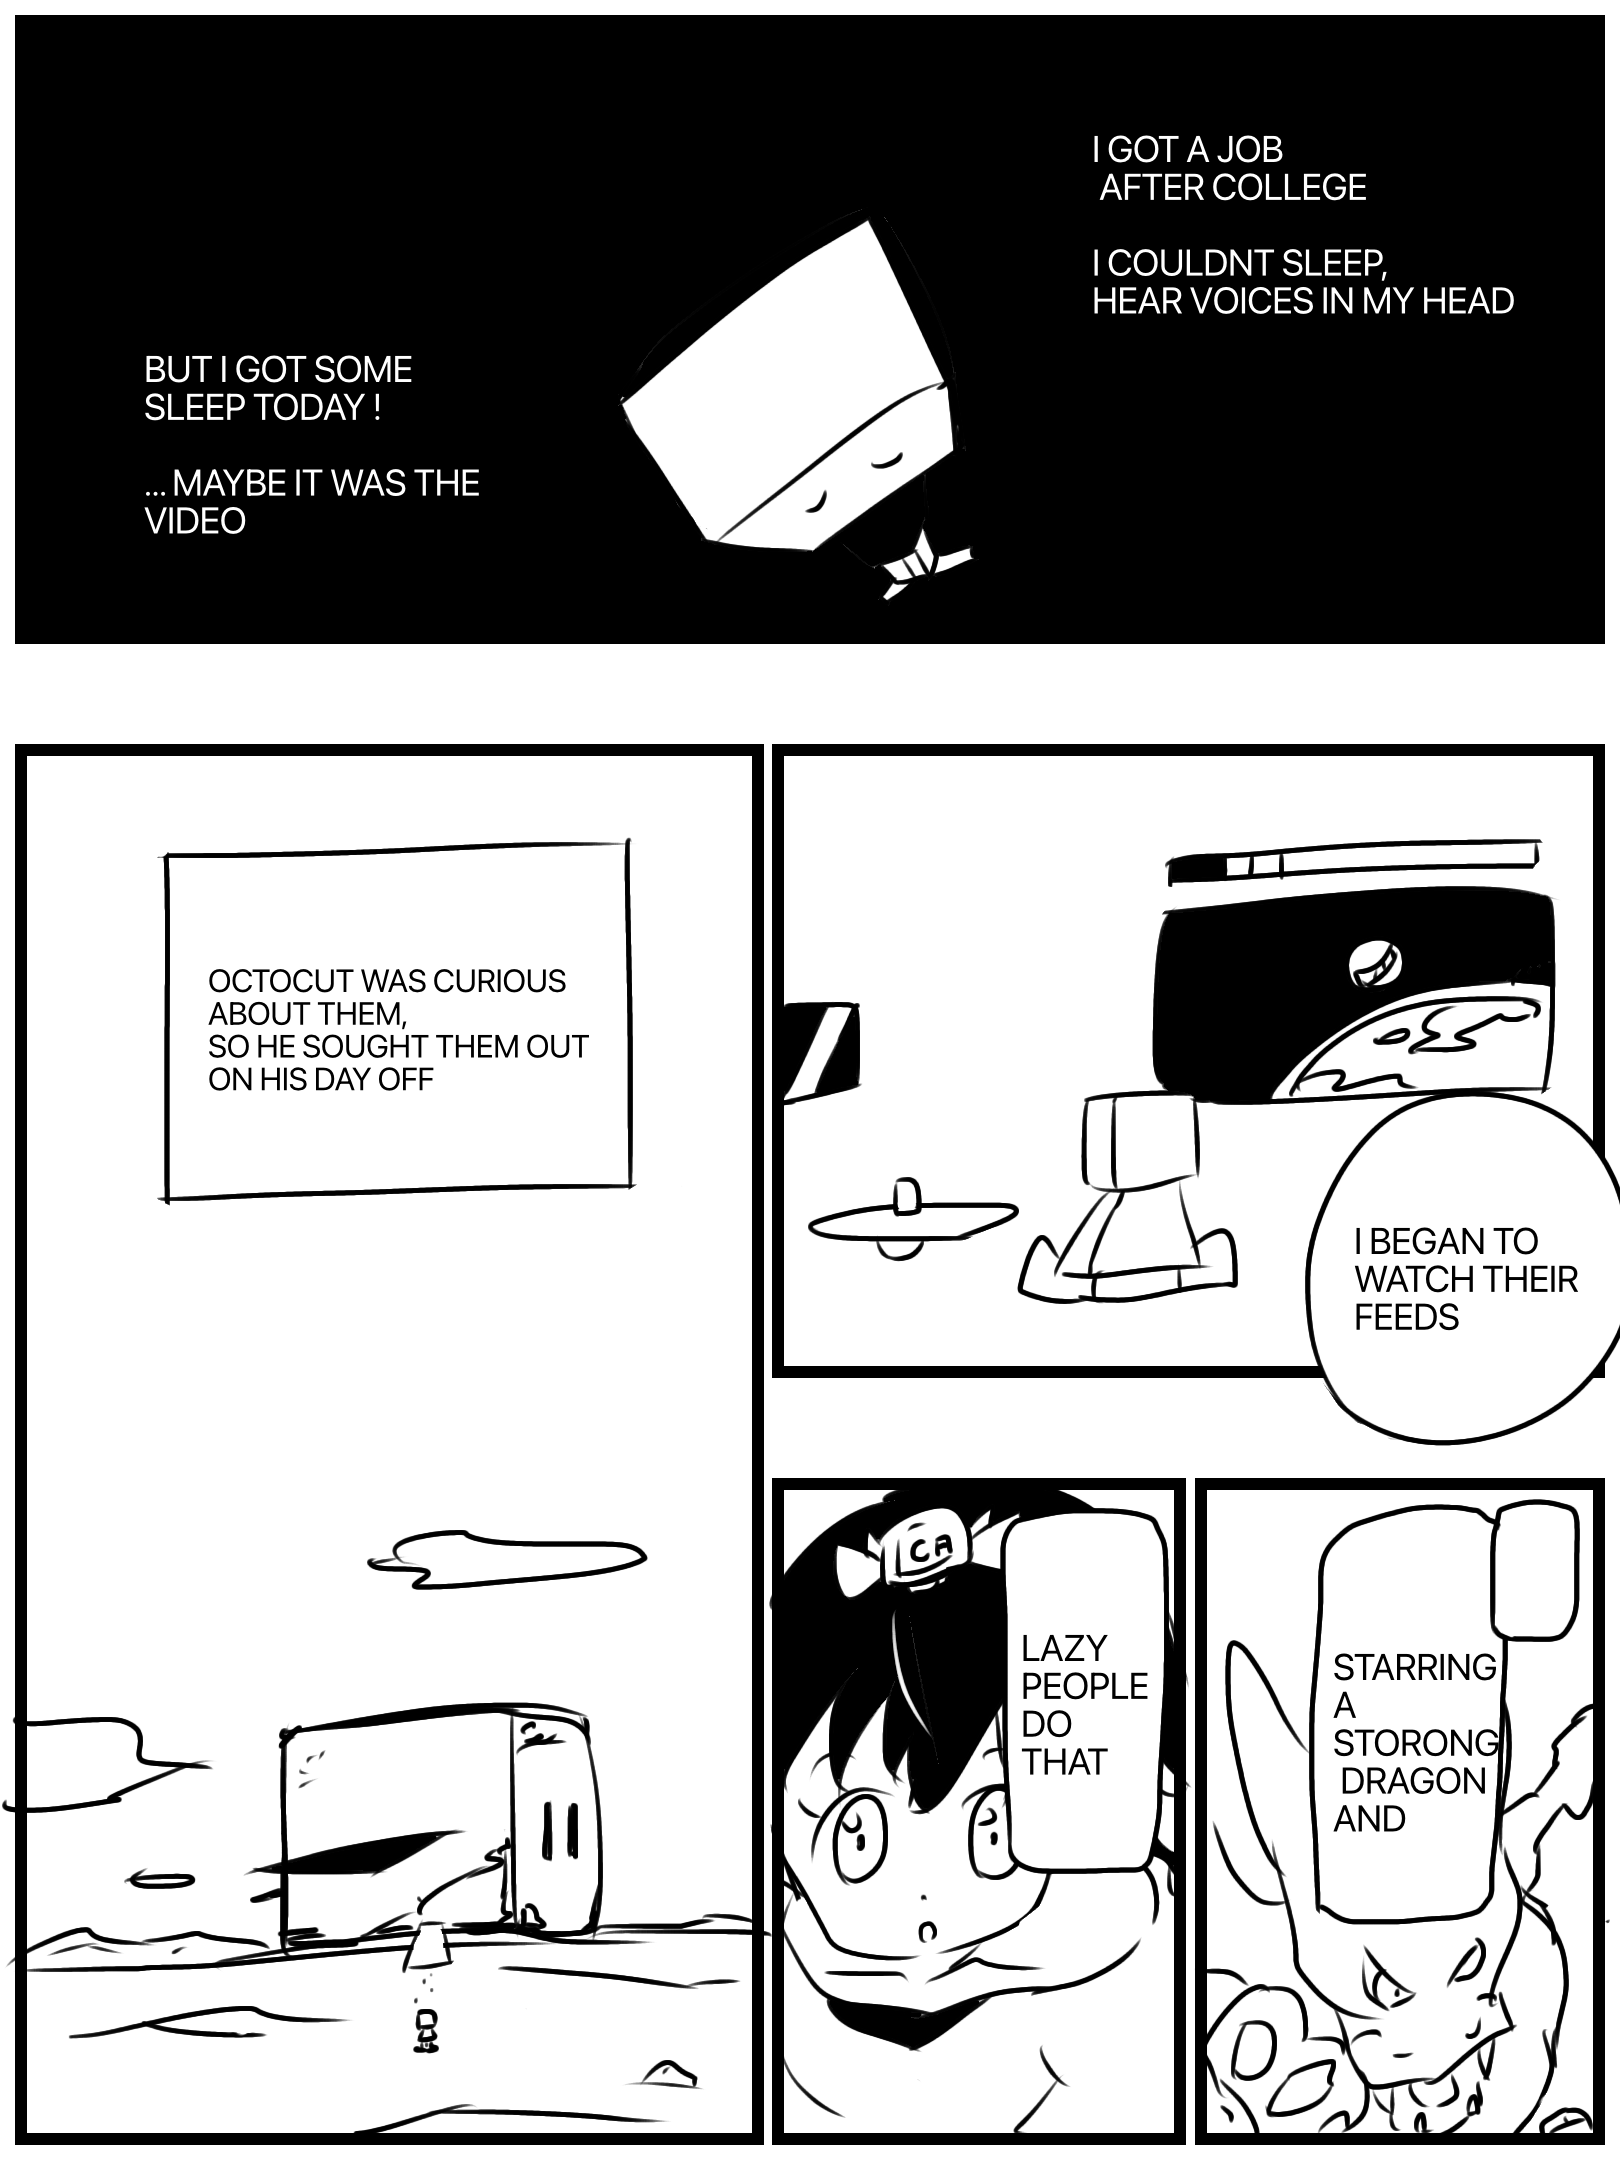 I GOT A JOB
AFTER COLLEGE
I COULDNT SLEEP,
HEAR VOICES IN MY HEAD
BUT I GOT SOME
SLEEP TODAY !
... MAYBE IT WAS THE
VIDEO
I BEGAN TO
WATCH THEIR
FEEDS
STARRING
A
STORONG
DRAGON
AND
CA
LAZY
PEOPLE
DO
THAT
OCTOCUT WAS CURIOUS
ABOUT THEM,
SO HE SOUGHT THEM OUT
ON HIS DAY OFF